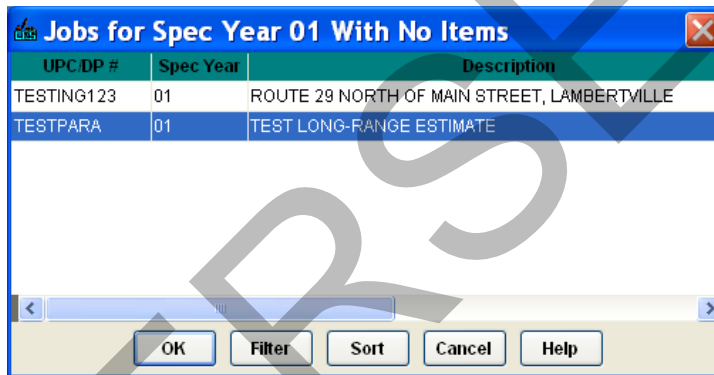 Jobs for Spec Year 01 With No Items
UPC/DP # Spec Year Description
TESTING123 01 ROUTE 29 NORTH OF MAIN STREET, LAMBERTVILLE
TESTPARA 01 TEST LONG-RANGE ESTIMATE
OK Filter Sort Cancel Help